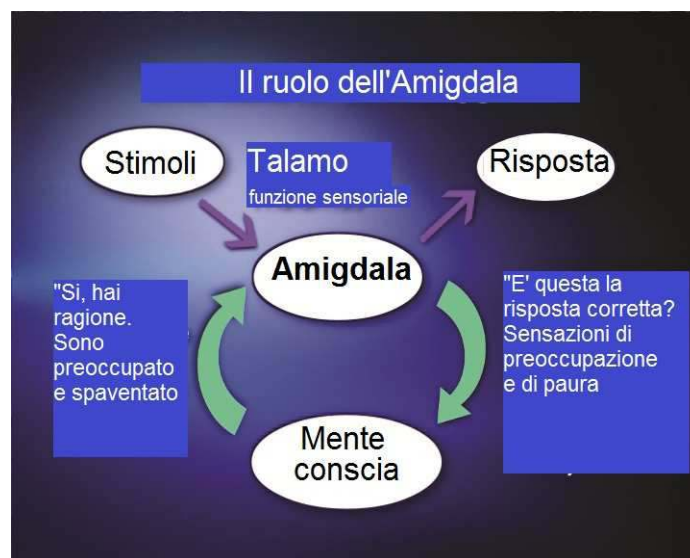 Il ruolo dell'Amigdala
Stimoli
Talamo
funzione sensoriale
Risposta
Amigdala
"Si, hai
ragione.
Sono
preoccupato
e spaventato
"E' questa la
risposta corretta?
Sensazioni di
preoccupazione
e di paura
Mente
conscia